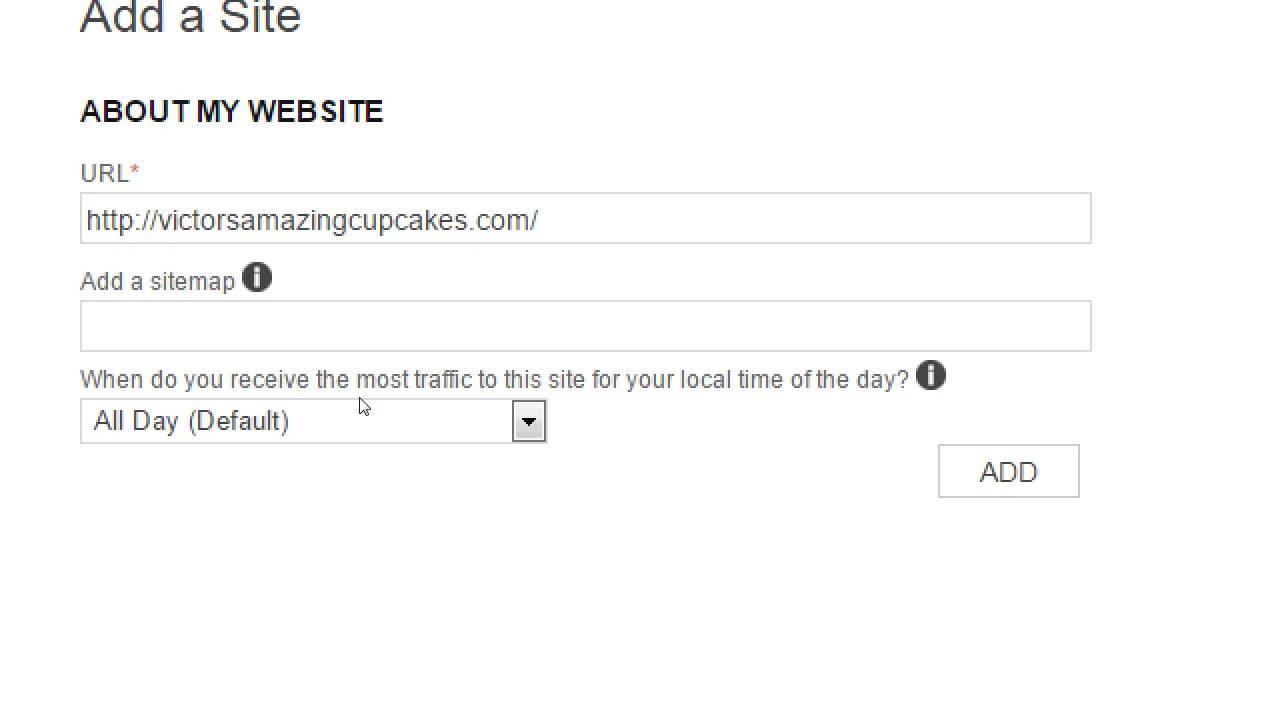 Add a Site
ABOUT MY WEBSITE
URL*
http://victorsamazingcupcakes.com/
Add a sitemap
When do you receive the most traffic to this site for your local time of the day?
All Day (Default)
ADD